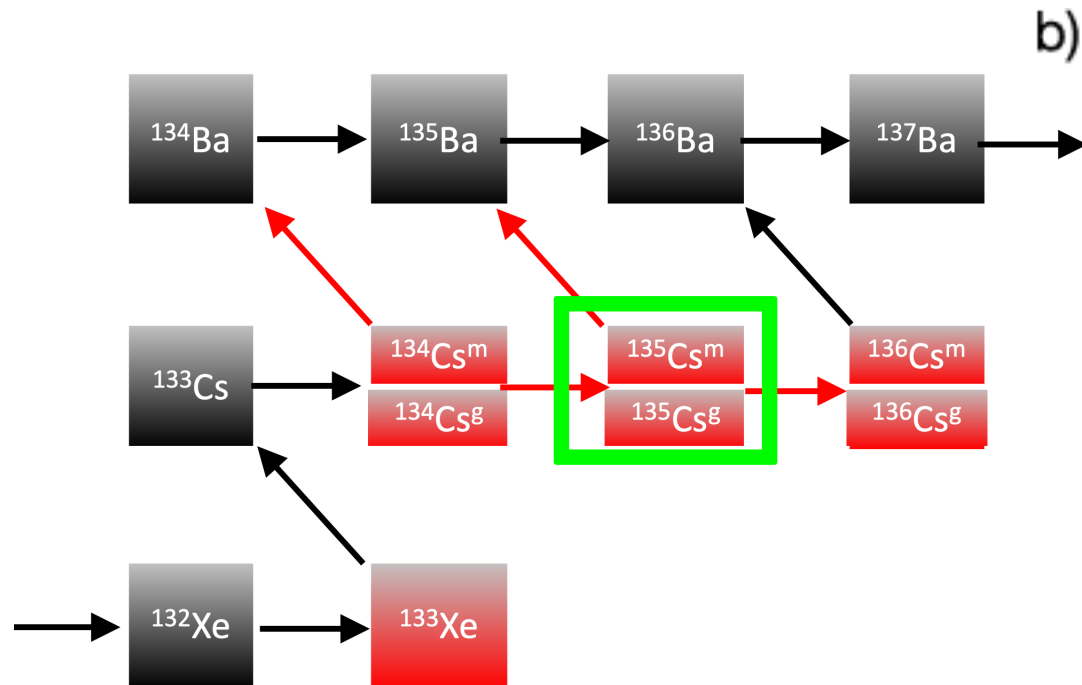 b)
¹³⁴Ba ¹³⁵Ba ¹³⁶Ba ¹³⁷Ba
¹³⁴Csᵐ ¹³⁵Csᵐ ¹³⁶Csᵐ
¹³³Cs
¹³⁴Csᵍ ¹³⁵Csᵍ ¹³⁶Csᵍ
¹³²Xe ¹³³Xe